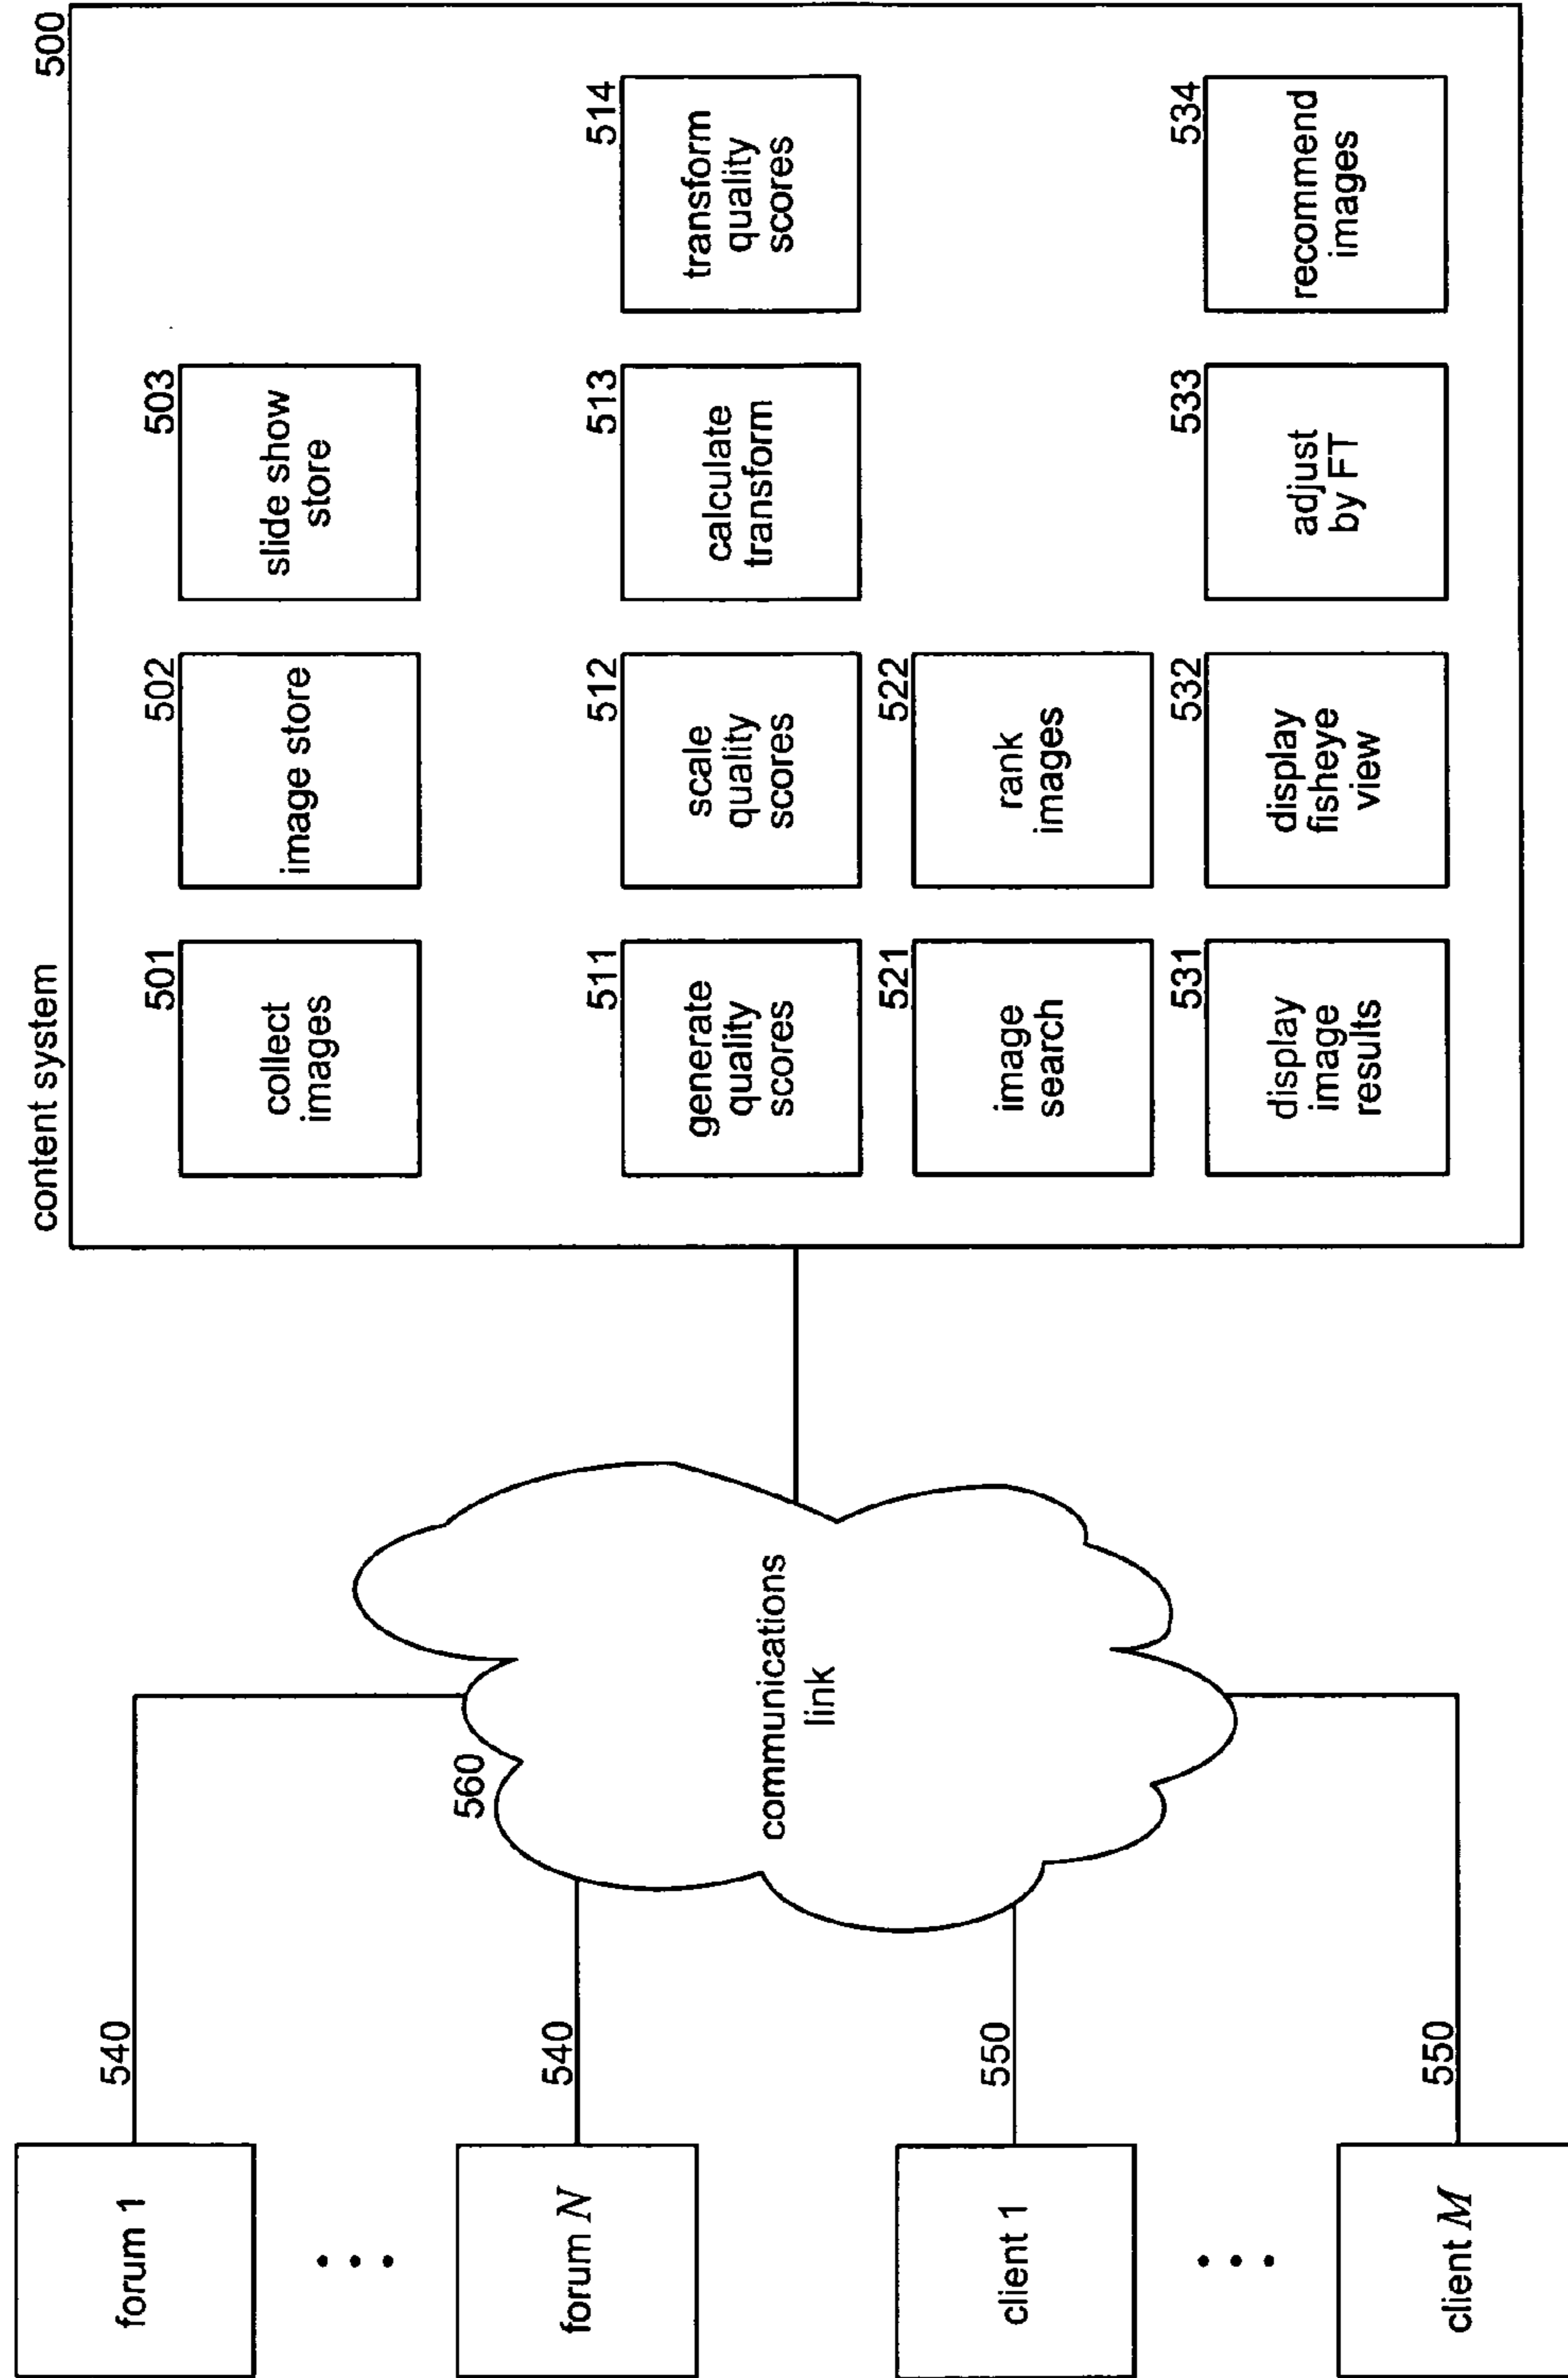 content system
500
501
collect
images
502
image store
503
slide show
store
511
generate
quality
scores
512
scale
quality
scores
513
calculate
transform
514
transform
quality
scores
521
image
search
522
rank
images
531
display
image
results
532
display
fisheye
view
533
adjust
by FT
534
recommend
images
560
communications
link
540
forum 1
540
forum N
550
client 1
550
client M